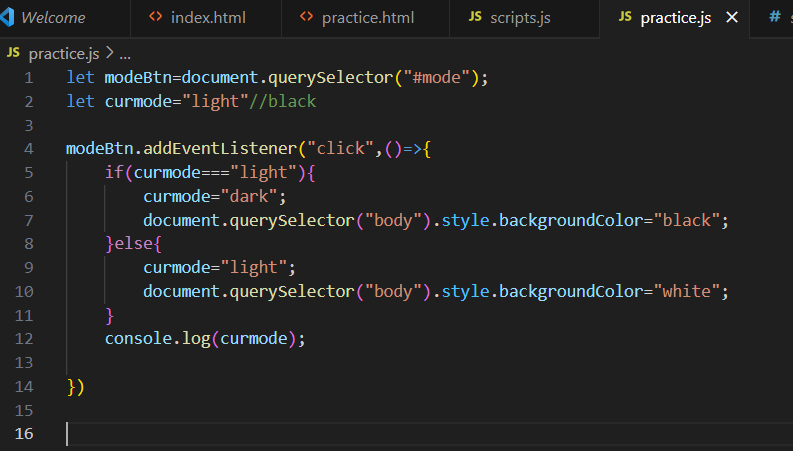 Welcome <> index.html <> practice.html JS scripts.js JS practice.js × #
JS practice.js > ...
1 let modeBtn=document.querySelector("#mode");
2 let curmode="light"//black
3
4 modeBtn.addEventListener("click",()=>{
5 if(curmode==="light"){
6 curmode="dark";
7 document.querySelector("body").style.backgroundColor="black";
8 }else{
9 curmode="light";
10 document.querySelector("body").style.backgroundColor="white";
11 }
12 console.log(curmode);
13
14 })
15
16